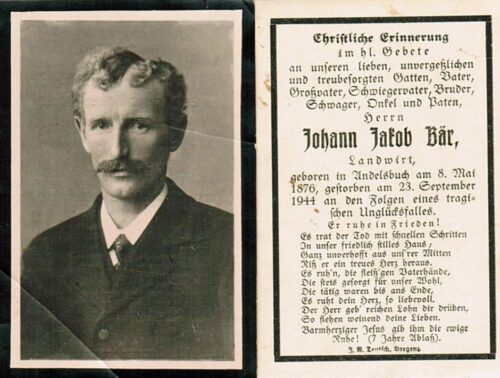 Christliche Erinnerung
im hl. Gebete
an unseren lieben, unvergeßlichen
und treubesorgten Gatten, Vater,
Großvater, Schwiegervater, Bruder,
Schwager, Onkel und Paten,
Herrn
Johann Jakob Bär,
Landwirt,
geboren in Andelsbuch am 8. Mai
1876, gestorben am 23. September
1944 an den Folgen eines tragi-
schen Unglücksfalles.
Er ruhe in Frieden!
Es trat der Tod mit schnellen Schritten
In unser friedlich stilles Haus,
Ganz unverhofft aus uns'rer Mitten
Riß er ein treues Herz heraus.
Es ruh'n, die fleiß'gen Vaterhände,
Die stets gesorgt für unser Wohl,
Die tätig waren bis ans Ende,
Es ruht dein Herz, so liebevoll.
Der Herr geb' reichen Lohn dir drüben,
So flehen weinend deine Lieben.
Barmherziger Jesus gib ihm die ewige
Ruhe! (7 Jahre Ablaß).
J. N. Teutsch, Bregenz.